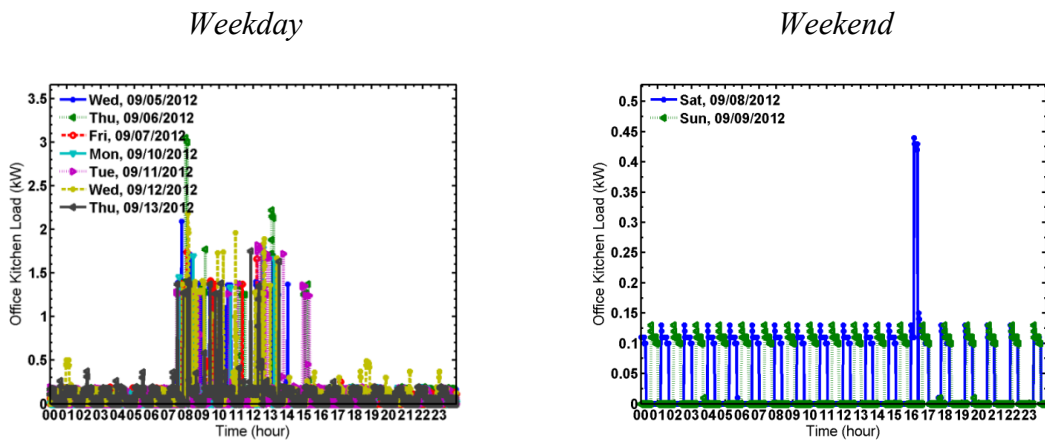 Weekday
Weekend
3.5
3
2.5
2
1.5
1
0.5
0
Office Kitchen Load (kW)
Wed, 09/05/2012
Thu, 09/06/2012
Fri, 09/07/2012
Mon, 09/10/2012
Tue, 09/11/2012
Wed, 09/12/2012
Thu, 09/13/2012
00 01 02 03 04 05 06 07 08 09 10 11 12 13 14 15 16 17 18 19 20 21 22 23
Time (hour)
0.5
0.45
0.4
0.35
0.3
0.25
0.2
0.15
0.1
0.05
0
Office Kitchen Load (kW)
Sat, 09/08/2012
Sun, 09/09/2012
00 01 02 03 04 05 06 07 08 09 10 11 12 13 14 15 16 17 18 19 20 21 22 23
Time (hour)